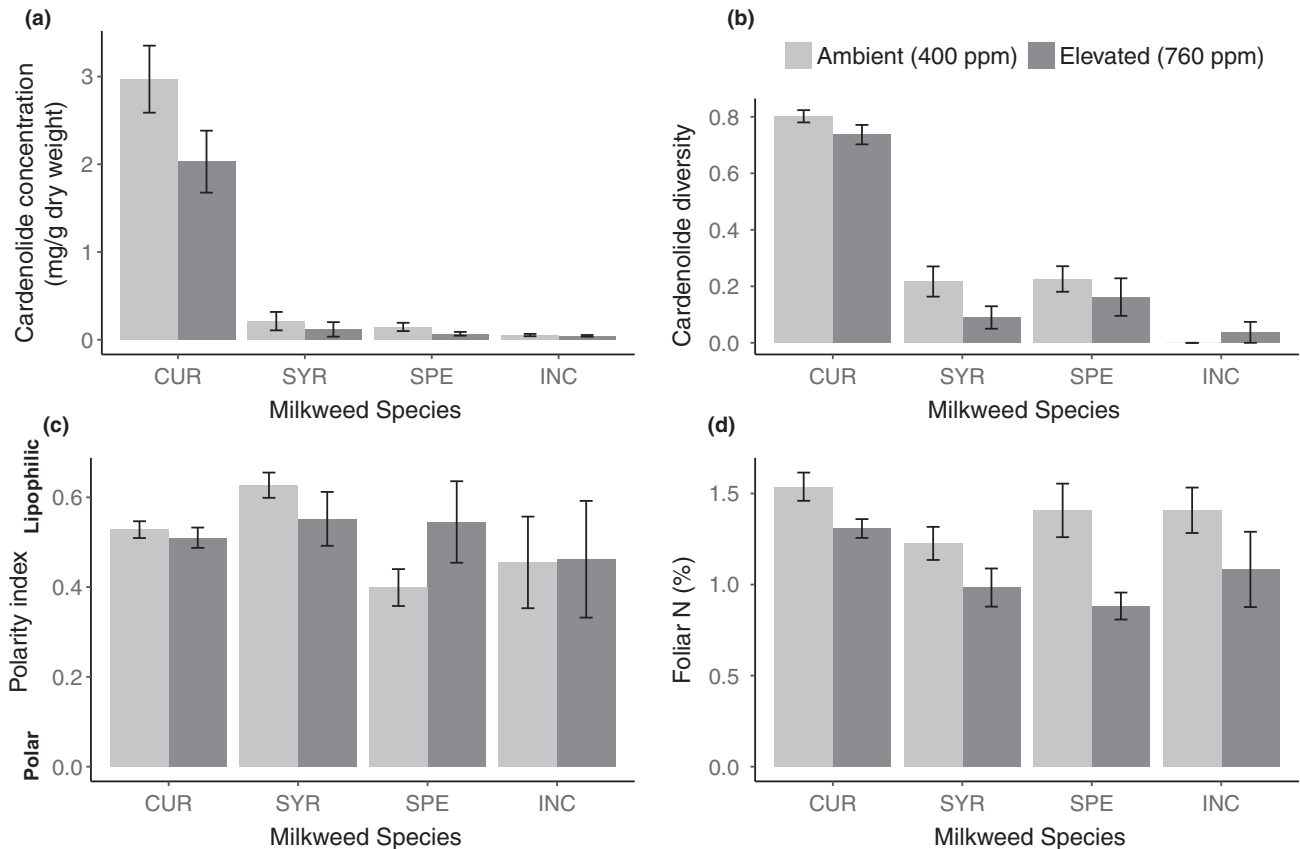 (a)
Cardenolide concentration
(mg/g dry weight)
3
2
1
0
CUR SYR SPE INC
Milkweed Species
(b)
Ambient (400 ppm) Elevated (760 ppm)
Cardenolide diversity
0.8
0.6
0.4
0.2
0.0
CUR SYR SPE INC
Milkweed Species
(c)
Lipophilic
Polarity index
Polar
0.6
0.4
0.2
0.0
CUR SYR SPE INC
Milkweed Species
(d)
Foliar N (%)
1.5
1.0
0.5
0.0
CUR SYR SPE INC
Milkweed Species